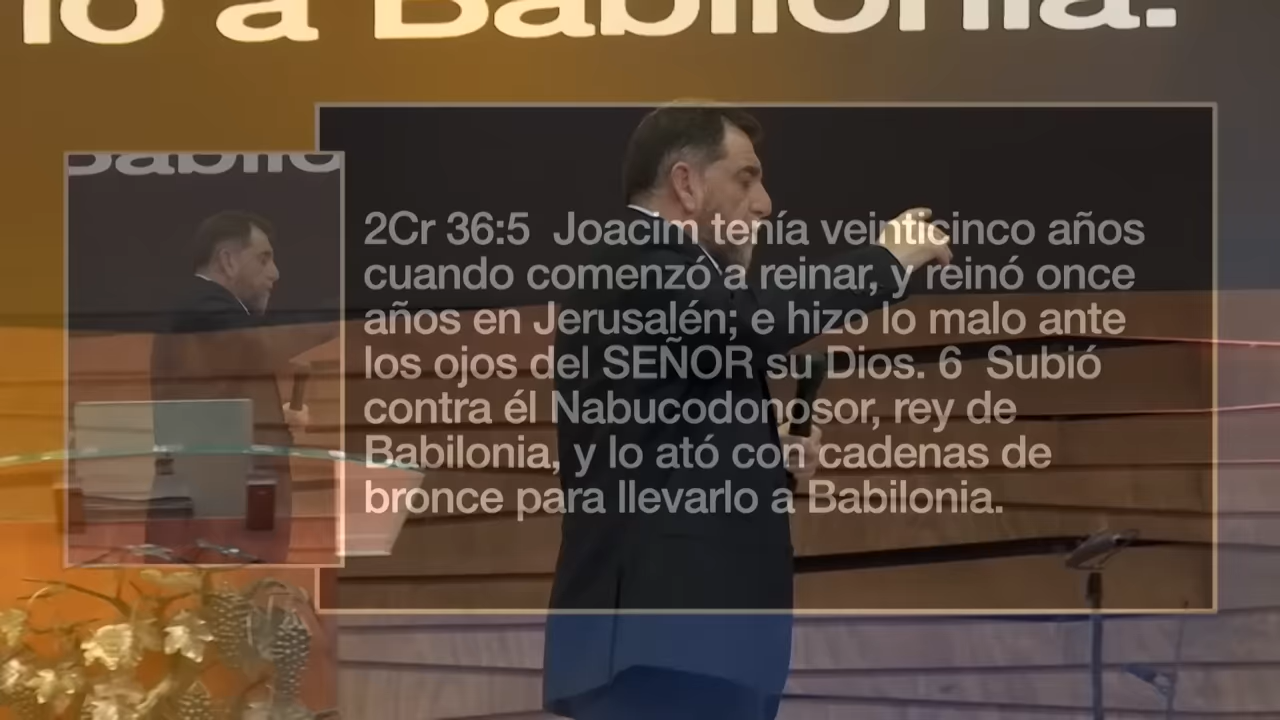 lo a Babilonia.
Babilo
2Cr 36:5  Joacim tenía veinticinco años
cuando comenzó a reinar, y reinó once
años en Jerusalén; e hizo lo malo ante
los ojos del SEÑOR su Dios. 6  Subió
contra él Nabucodonosor, rey de
Babilonia, y lo ató con cadenas de
bronce para llevarlo a Babilonia.